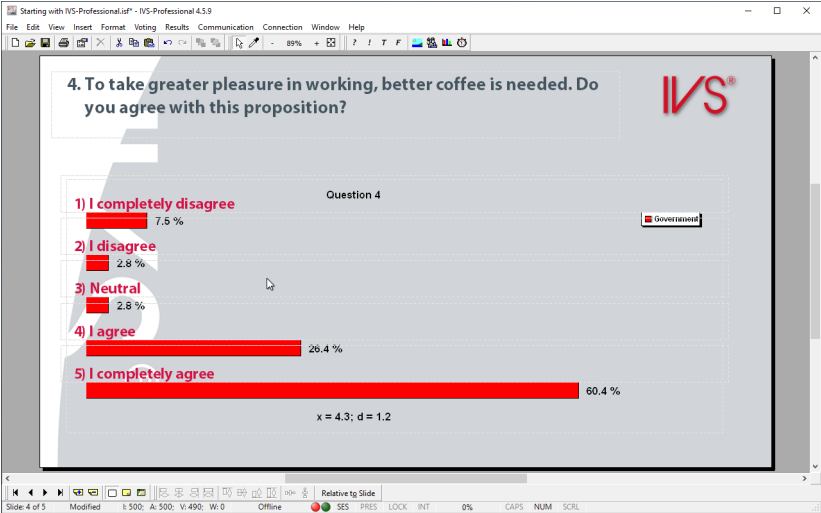 Starting with IVS-Professional.isf* - IVS-Professional 4.5.9
File Edit View Insert Format Voting Results Communication Connection Window Help
- 89% + ? ! T F
4. To take greater pleasure in working, better coffee is needed. Do
you agree with this proposition?
IVS®
Question 4
1) I completely disagree
7.5 %
Government
2) I disagree
2.8 %
3) Neutral
2.8 %
4) I agree
26.4 %
5) I completely agree
60.4 %
x = 4.3; d = 1.2
Relative to Slide
Slide: 4 of 5 Modified I: 500; A: 500; V: 490; W: 0 Offline SES PRES LOCK INT 0% CAPS NUM SCRL